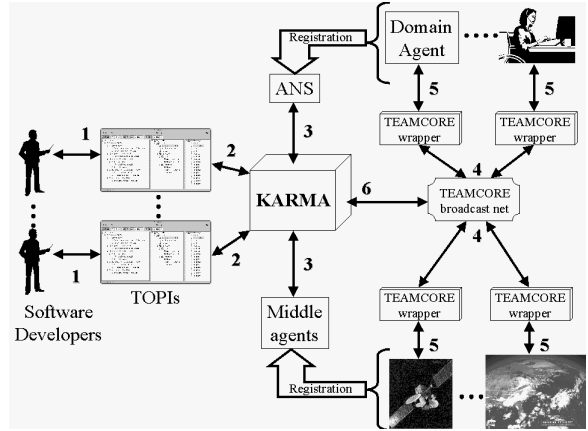 Registration
Domain
Agent
ANS
5
5
1
2
3
TEAMCORE
wrapper
TEAMCORE
wrapper
4
KARMA
6
TEAMCORE
broadcast net
4
1
2
3
TOPIs
Software
Developers
Middle
agents
TEAMCORE
wrapper
TEAMCORE
wrapper
5
5
Registration